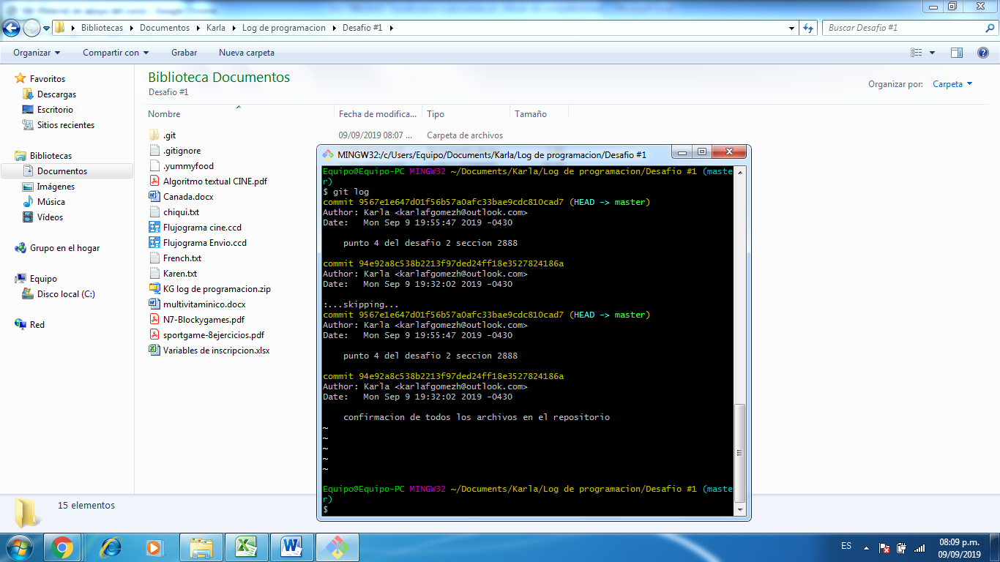 Bibliotecas Documentos Karla Log de programacion Desafio #1
Buscar Desafio #1
Organizar Compartir con Grabar Nueva carpeta
Favoritos
Descargas
Escritorio
Sitios recientes
Bibliotecas
Documentos
Imágenes
Música
Vídeos
Grupo en el hogar
Equipo
Disco local (C:)
Red
Biblioteca Documentos
Desafio #1
Organizar por: Carpeta
Nombre Fecha de modifica... Tipo Tamaño
.git 09/09/2019 08:07 ... Carpeta de archivos
.gitignore
.yummyfood
Algoritmo textual CINE.pdf
Canada.docx
chiqui.txt
Flujograma cine.ccd
Flujograma Envio.ccd
French.txt
Karen.txt
KG log de programacion.zip
multivitaminico.docx
N7-Blockygames.pdf
sportgame-8ejercicios.pdf
Variables de inscripcion.xlsx
MINGW32:/c/Users/Equipo/Documents/Karla/Log de programacion/Desafio #1
Equipo@Equipo-PC MINGW32 ~/Documents/Karla/Log de programacion/Desafio #1 (maste
r)
$ git log
commit 9567e1e647d01f56b57a0afc33bae9cdc810cad7 (HEAD -> master)
Author: Karla <karlafgomezh@outlook.com>
Date: Mon Sep 9 19:55:47 2019 -0430
punto 4 del desafio 2 seccion 2888
commit 94e92a8c538b2213f97ded24ff18e3527824186a
Author: Karla <karlafgomezh@outlook.com>
Date: Mon Sep 9 19:32:02 2019 -0430
:...skipping...
commit 9567e1e647d01f56b57a0afc33bae9cdc810cad7 (HEAD -> master)
Author: Karla <karlafgomezh@outlook.com>
Date: Mon Sep 9 19:55:47 2019 -0430
punto 4 del desafio 2 seccion 2888
commit 94e92a8c538b2213f97ded24ff18e3527824186a
Author: Karla <karlafgomezh@outlook.com>
Date: Mon Sep 9 19:32:02 2019 -0430
confirmacion de todos los archivos en el repositorio
~
~
~
~
~
Equipo@Equipo-PC MINGW32 ~/Documents/Karla/Log de programacion/Desafio #1 (maste
r)
$
15 elementos
ES
08:09 p.m.
09/09/2019